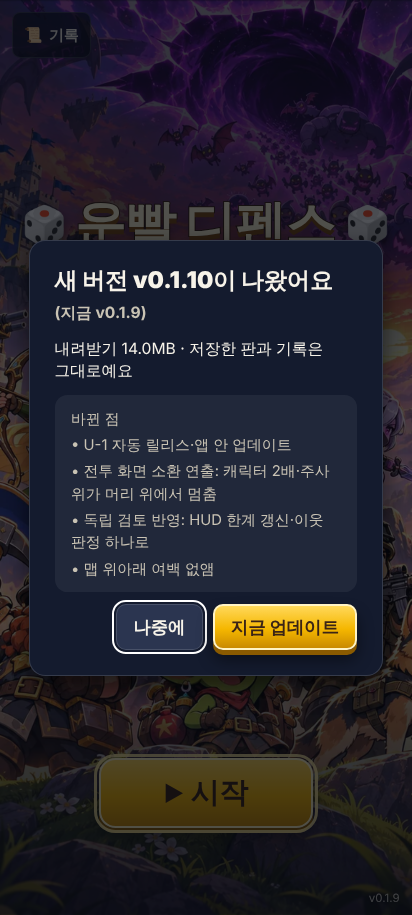 기록
운빨 디펜스
새 버전 v0.1.10이 나왔어요
(지금 v0.1.9)
내려받기 14.0MB · 저장한 판과 기록은
그대로예요
바뀐 점
• U-1 자동 릴리스·앱 안 업데이트
• 전투 화면 소환 연출: 캐릭터 2배·주사
위가 머리 위에서 멈춤
• 독립 검토 반영: HUD 한계 갱신·이웃
판정 하나로
• 맵 위아래 여백 없앰
나중에
지금 업데이트
▶ 시작
v0.1.9